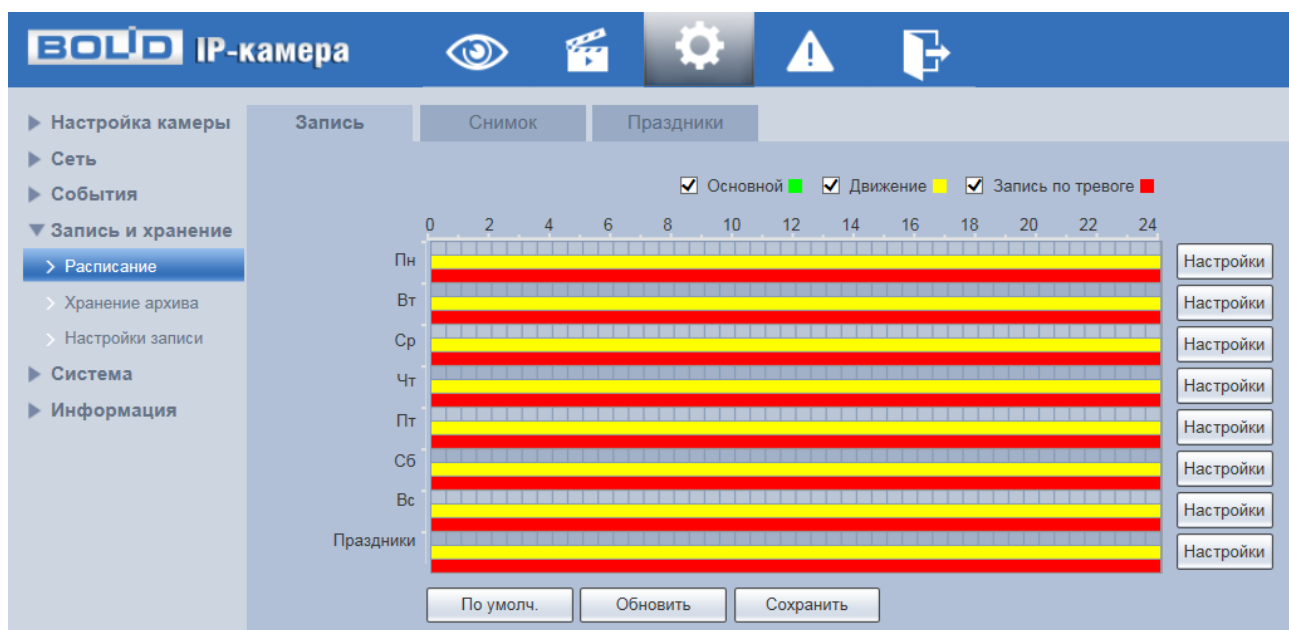 BOLID IP-камера
Настройка камеры
Сеть
События
Запись и хранение
Расписание
Хранение архива
Настройки записи
Система
Информация
Запись Снимок Праздники
Основной Движение Запись по тревоге
0 2 4 6 8 10 12 14 16 18 20 22 24
Пн Настройки
Вт Настройки
Ср Настройки
Чт Настройки
Пт Настройки
Сб Настройки
Вс Настройки
Праздники Настройки
По умолч. Обновить Сохранить